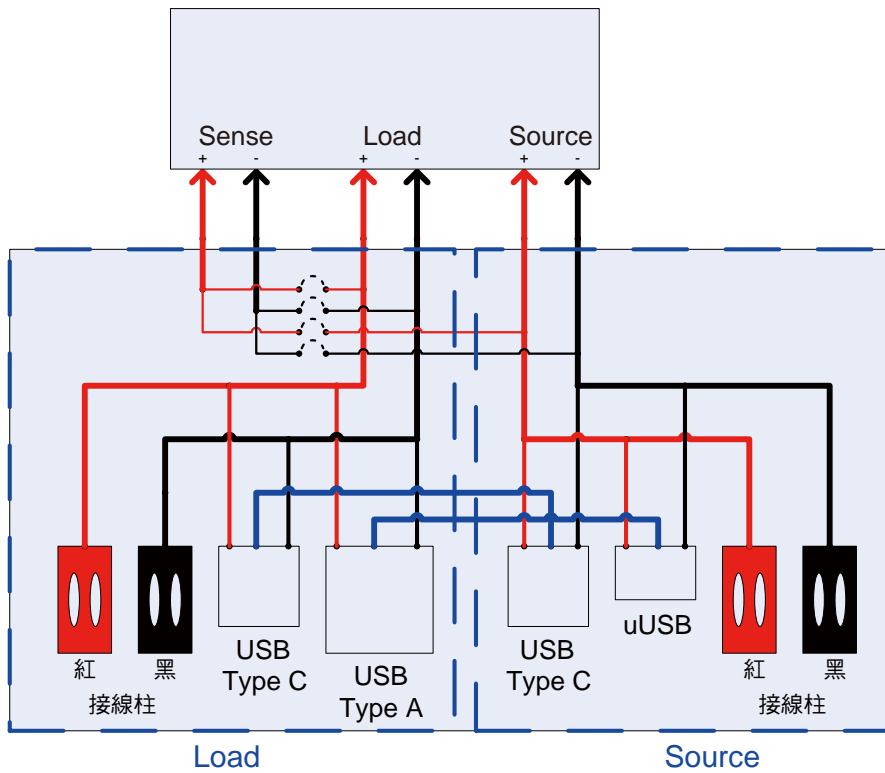 Sense Load Source
+ - + - + -
USB
Type C
USB
Type A
USB
Type C
uUSB
紅 黑
接線柱
紅 黑
接線柱
Load Source